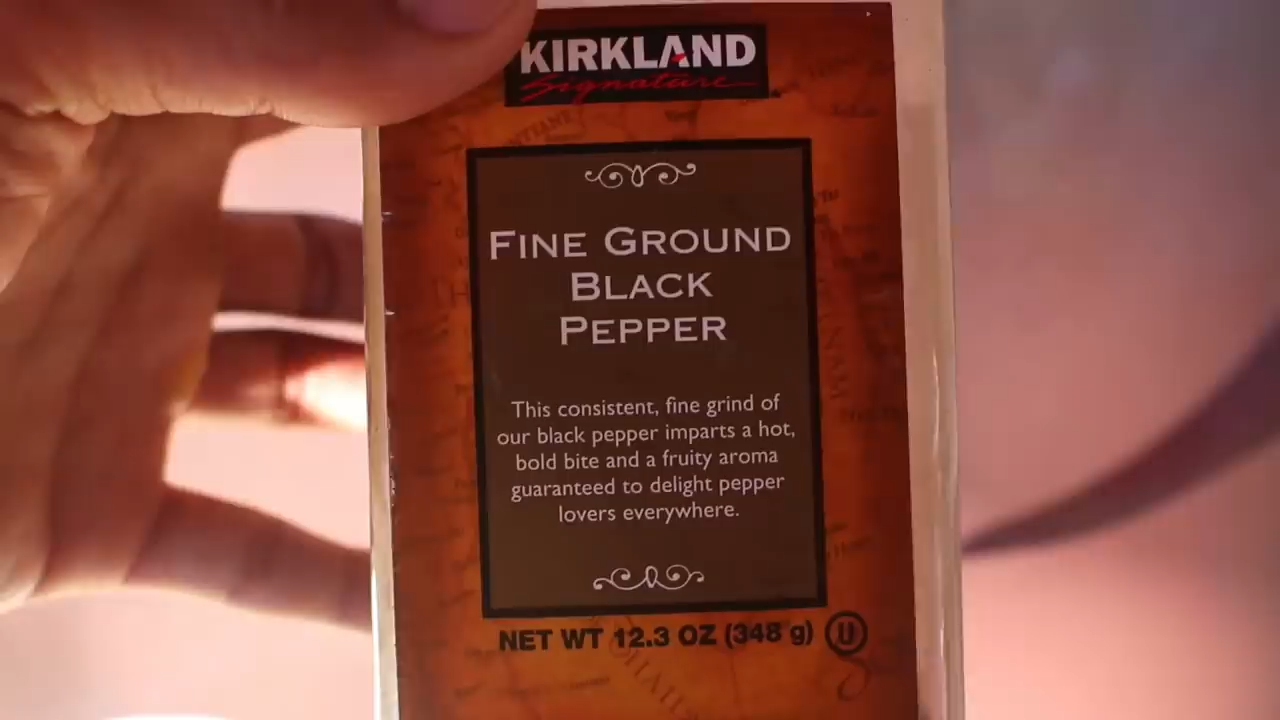 KIRKLAND
Signature
FINE GROUND
BLACK
PEPPER
This consistent, fine grind of
our black pepper imparts a hot,
bold bite and a fruity aroma
guaranteed to delight pepper
lovers everywhere.
NET WT 12.3 OZ (348 g) U